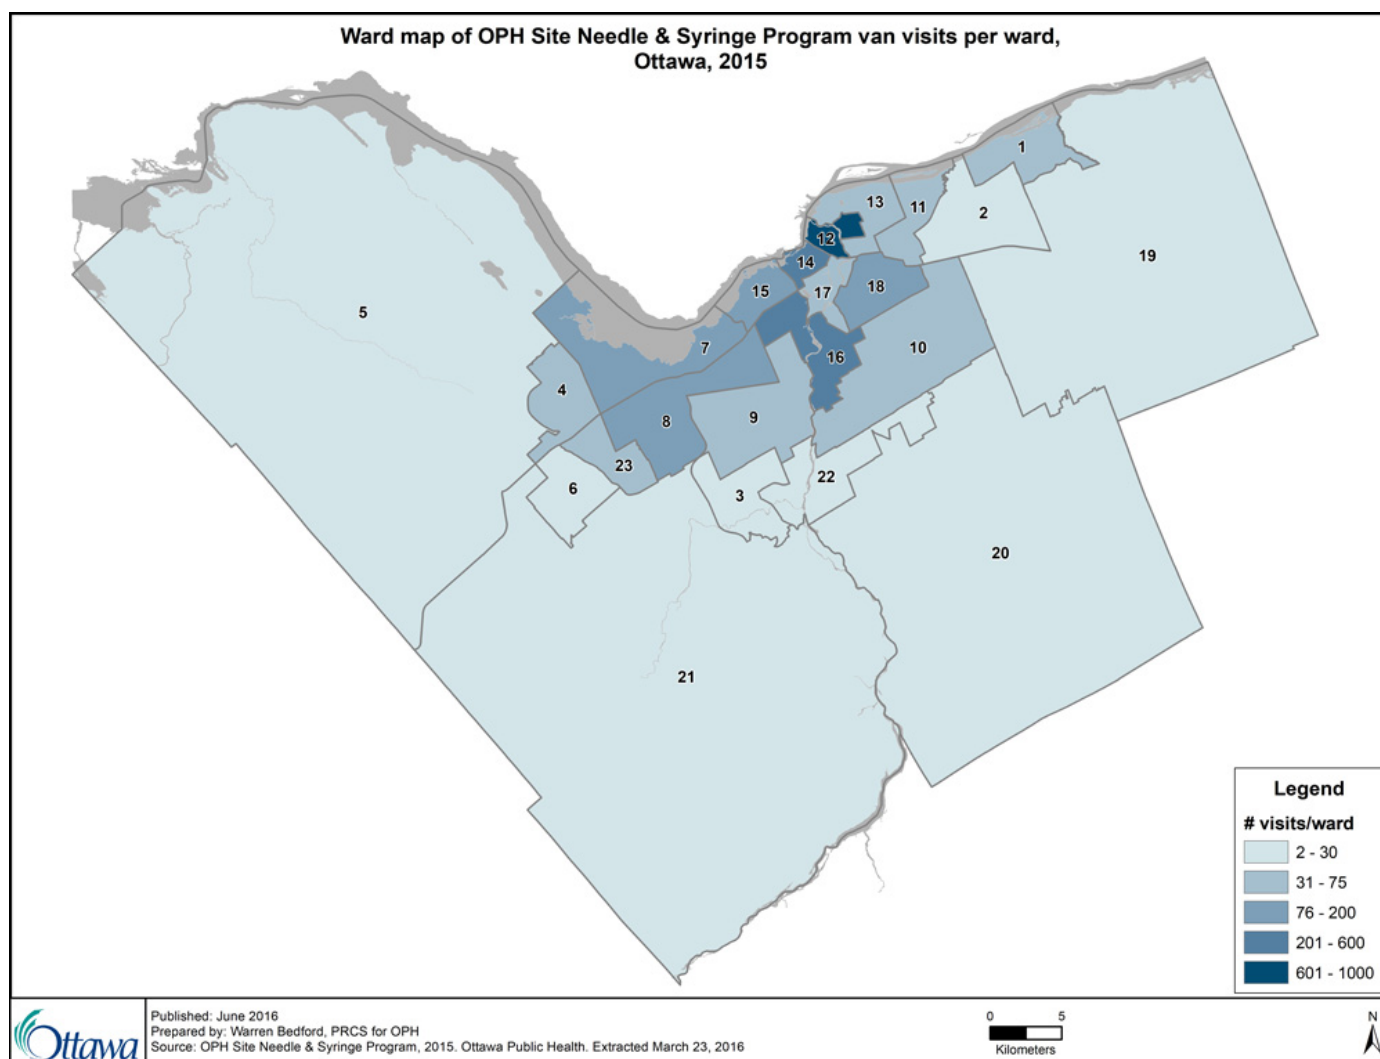 Ward map of OPH Site Needle & Syringe Program van visits per ward,
Ottawa, 2015
1
2
13
11
12
19
14
15
17
18
5
7
16
10
4
8
9
23
6
3
22
20
21
Legend
# visits/ward
2 - 30
31 - 75
76 - 200
201 - 600
601 - 1000
Ottawa
Published: June 2016
Prepared by: Warren Bedford, PRCS for OPH
Source: OPH Site Needle & Syringe Program, 2015. Ottawa Public Health. Extracted March 23, 2016
0 5
Kilometers
N